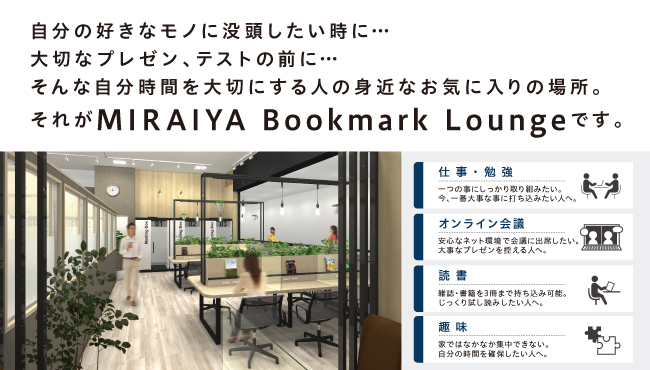 自分の好きなモノに没頭したい時に…
大切なプレゼン、テストの前に…
そんな自分時間を大切にする人の身近なお気に入りの場所。
それがMIRAIYA Bookmark Loungeです。
仕事・勉強
一つの事にしっかり取り組みたい。
今、一番大事な事に打ち込みたい人へ。
オンライン会議
安心なネット環境で会議に出席したい。
大事なプレゼンを控える人へ。
読書
雑誌・書籍を3冊まで持ち込み可能。
じっくり試し読みしたい人へ。
趣味
家ではなかなか集中できない。
自分の時間を確保したい人へ。
Meeting Box
01